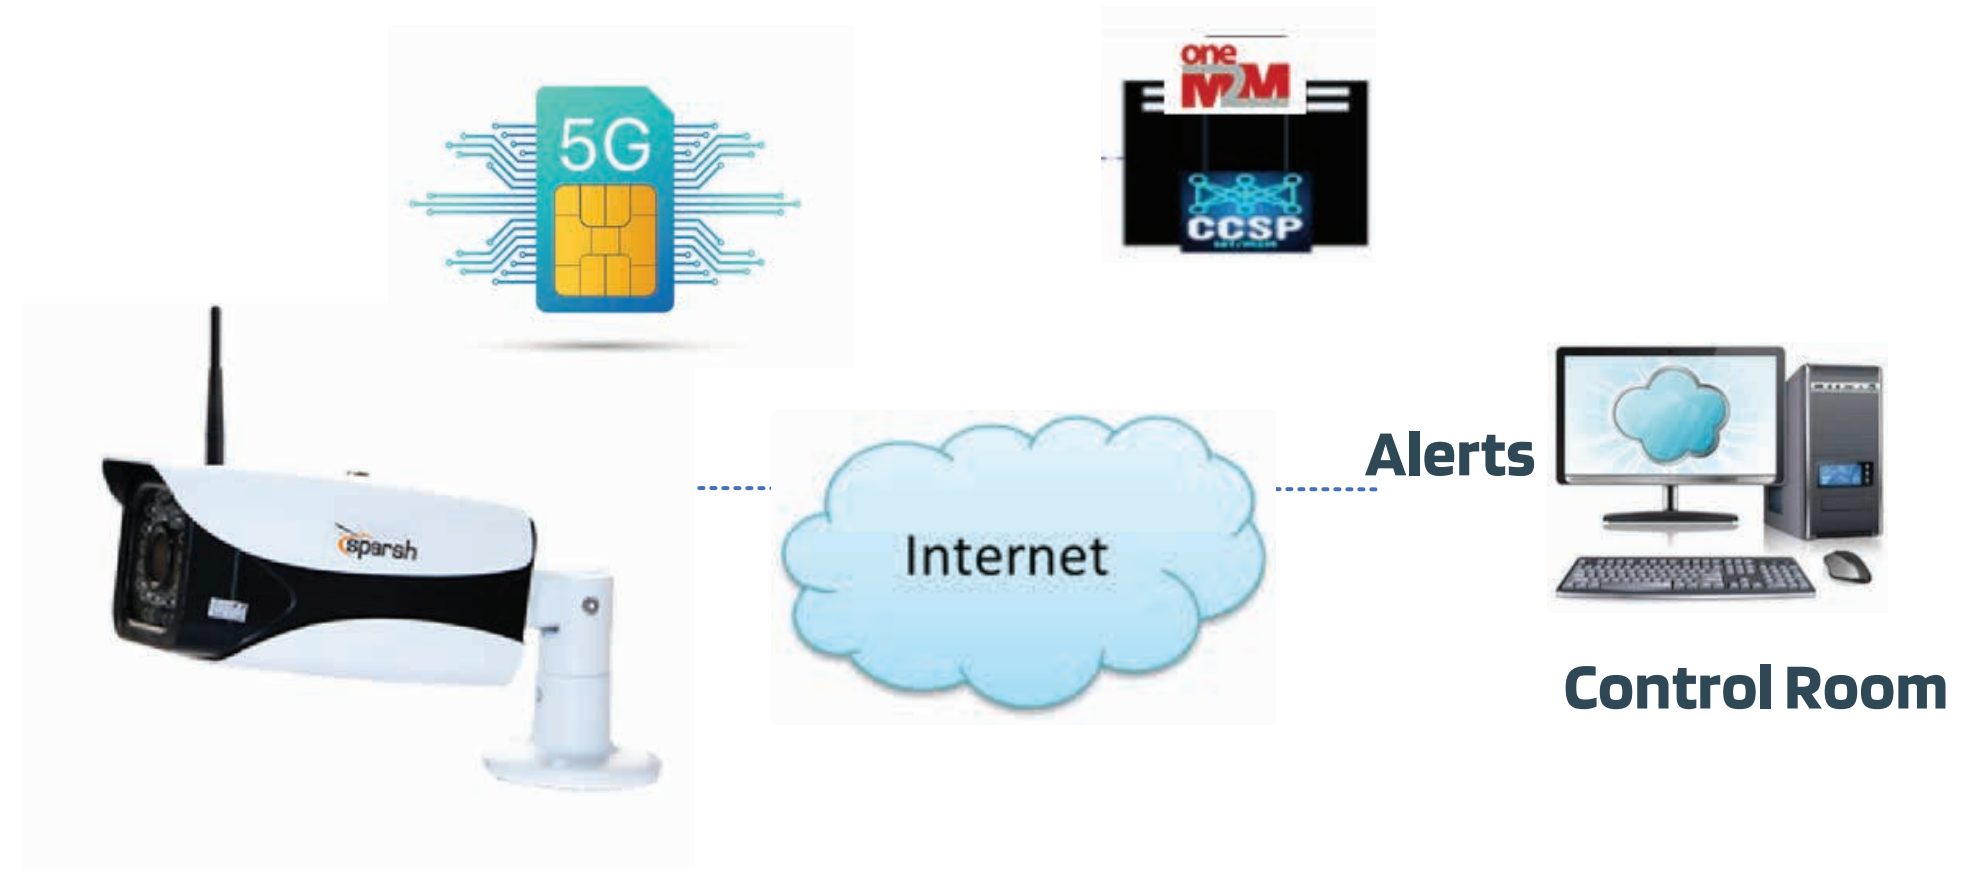 5G
one
M2M
CCSP
sparsh
Internet
Alerts
Control Room